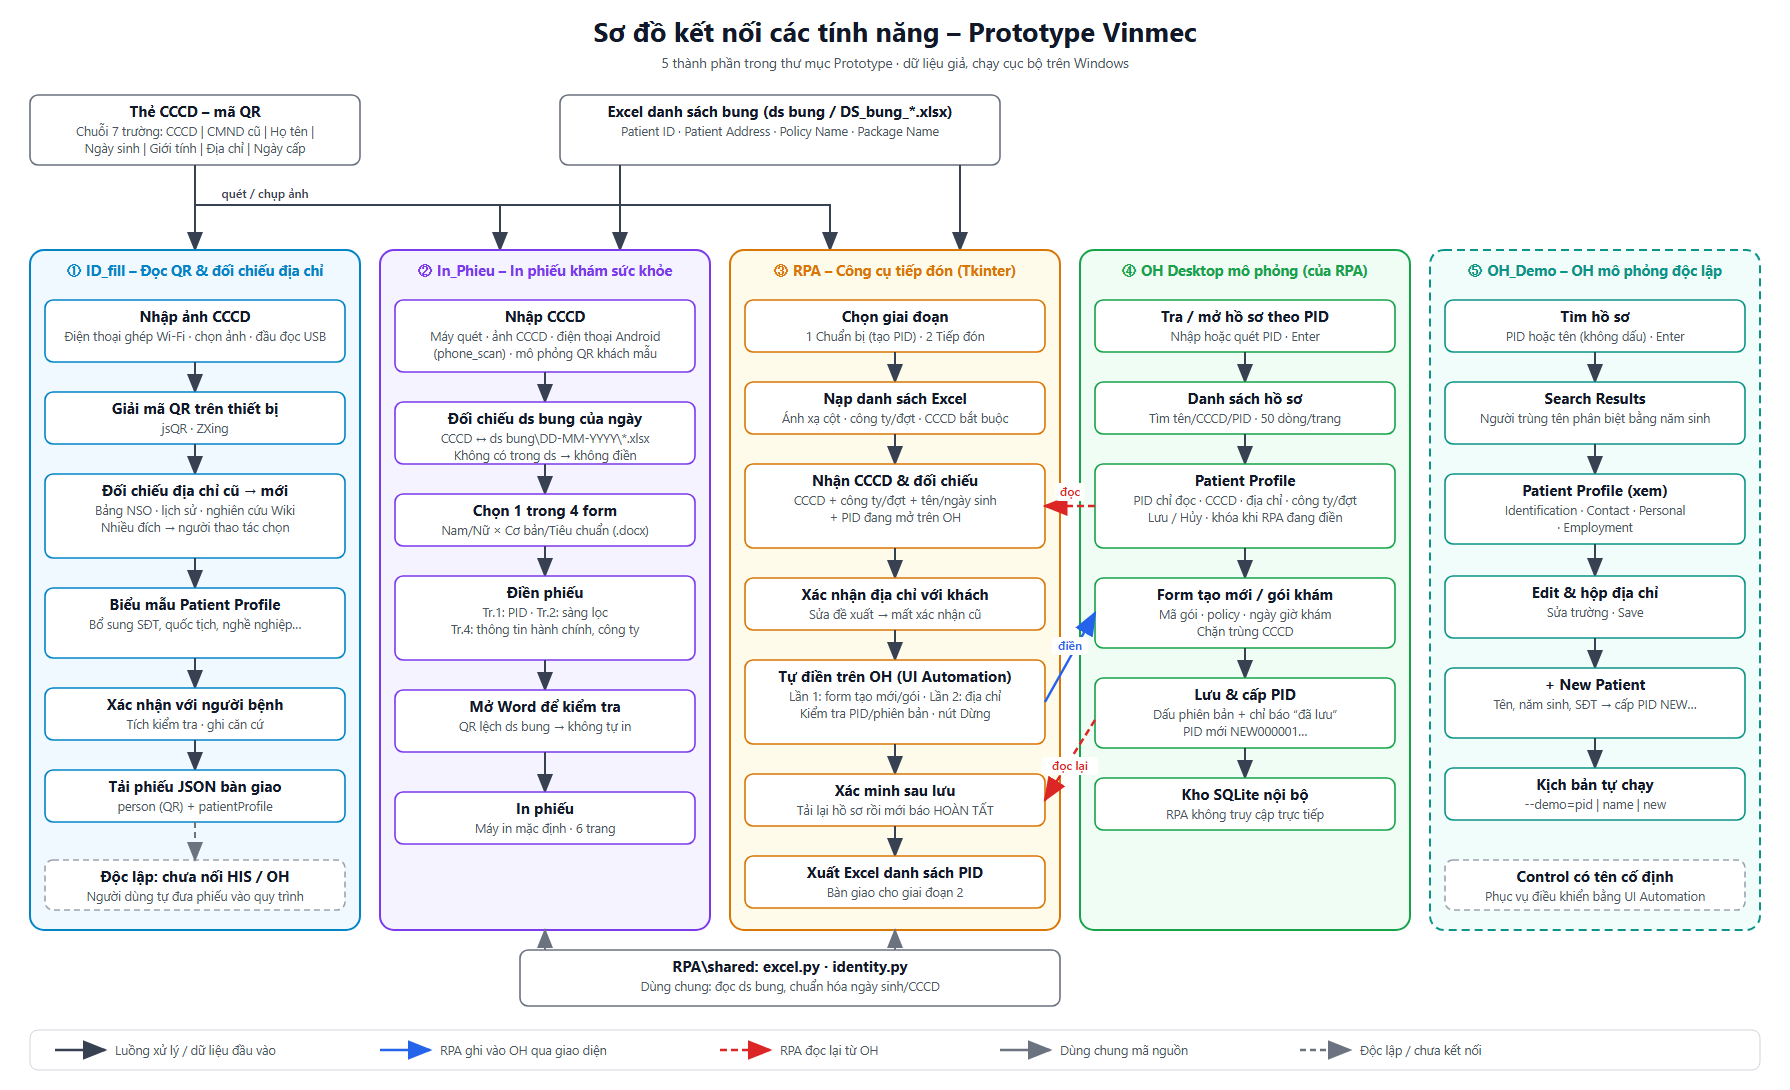 Sơ đồ kết nối các tính năng – Prototype Vinmec
5 thành phần trong thư mục Prototype · dữ liệu giả, chạy cục bộ trên Windows
Thẻ CCCD – mã QR
Chuỗi 7 trường: CCCD | CMND cũ | Họ tên |
Ngày sinh | Giới tính | Địa chỉ | Ngày cấp
Excel danh sách bung (ds bung / DS_bung_*.xlsx)
Patient ID · Patient Address · Policy Name · Package Name
quét / chụp ảnh
① ID_fill – Đọc QR & đối chiếu địa chỉ
Nhập ảnh CCCD
Điện thoại ghép Wi-Fi · chọn ảnh · đầu đọc USB
Giải mã QR trên thiết bị
jsQR · ZXing
Đối chiếu địa chỉ cũ → mới
Bảng NSO · lịch sử · nghiên cứu Wiki
Nhiều đích → người thao tác chọn
Biểu mẫu Patient Profile
Bổ sung SĐT, quốc tịch, nghề nghiệp…
Xác nhận với người bệnh
Tích kiểm tra · ghi căn cứ
Tải phiếu JSON bàn giao
person (QR) + patientProfile
Độc lập: chưa nối HIS / OH
Người dùng tự đưa phiếu vào quy trình
② In_Phieu – In phiếu khám sức khỏe
Nhập CCCD
Máy quét · ảnh CCCD · điện thoại Android
(phone_scan) · mô phỏng QR khách mẫu
Đối chiếu ds bung của ngày
CCCD ↔ ds bung\DD-MM-YYYY\*.xlsx
Không có trong ds → không điền
Chọn 1 trong 4 form
Nam/Nữ × Cơ bản/Tiêu chuẩn (.docx)
Điền phiếu
Tr.1: PID · Tr.2: sàng lọc
Tr.4: thông tin hành chính, công ty
Mở Word để kiểm tra
QR lệch ds bung → không tự in
In phiếu
Máy in mặc định · 6 trang
③ RPA – Công cụ tiếp đón (Tkinter)
Chọn giai đoạn
1 Chuẩn bị (tạo PID) · 2 Tiếp đón
Nạp danh sách Excel
Ánh xạ cột · công ty/đợt · CCCD bắt buộc
Nhận CCCD & đối chiếu
CCCD + công ty/đợt + tên/ngày sinh
+ PID đang mở trên OH
Xác nhận địa chỉ với khách
Sửa đề xuất → mất xác nhận cũ
Tự điền trên OH (UI Automation)
Lần 1: form tạo mới/gói · Lần 2: địa chỉ
Kiểm tra PID/phiên bản · nút Dừng
Xác minh sau lưu
Tải lại hồ sơ rồi mới báo HOÀN TẤT
Xuất Excel danh sách PID
Bàn giao cho giai đoạn 2
đọc
điền
đọc lại
④ OH Desktop mô phỏng (của RPA)
Tra / mở hồ sơ theo PID
Nhập hoặc quét PID · Enter
Danh sách hồ sơ
Tìm tên/CCCD/PID · 50 dòng/trang
Patient Profile
PID chỉ đọc · CCCD · địa chỉ · công ty/đợt
Lưu / Hủy · khóa khi RPA đang điền
Form tạo mới / gói khám
Mã gói · policy · ngày giờ khám
Chặn trùng CCCD
Lưu & cấp PID
Dấu phiên bản + chỉ báo “đã lưu”
PID mới NEW000001…
Kho SQLite nội bộ
RPA không truy cập trực tiếp
⑤ OH_Demo – OH mô phỏng độc lập
Tìm hồ sơ
PID hoặc tên (không dấu) · Enter
Search Results
Người trùng tên phân biệt bằng năm sinh
Patient Profile (xem)
Identification · Contact · Personal
· Employment
Edit & hộp địa chỉ
Sửa trường · Save
+ New Patient
Tên, năm sinh, SĐT → cấp PID NEW…
Kịch bản tự chạy
--demo=pid | name | new
Control có tên cố định
Phục vụ điều khiển bằng UI Automation
RPA\shared: excel.py · identity.py
Dùng chung: đọc ds bung, chuẩn hóa ngày sinh/CCCD
Luồng xử lý / dữ liệu đầu vào
RPA ghi vào OH qua giao diện
RPA đọc lại từ OH
Dùng chung mã nguồn
Độc lập / chưa kết nối